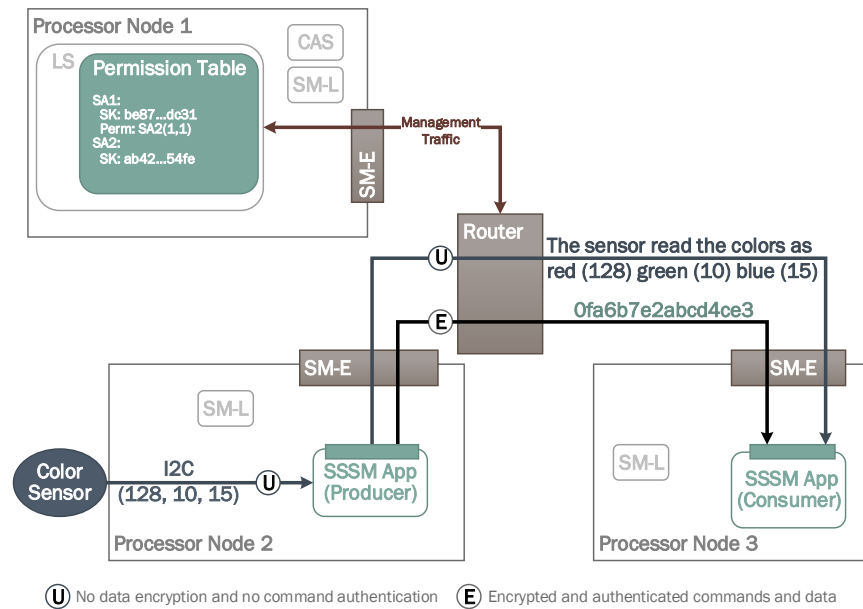 Processor Node 1
LS
Permission Table
SA1:
SK: be87...dc31
Perm: SA2(1,1)
SA2:
SK: ab42...54fe
CAS
SM-L
SM-E
Management
Traffic
Router
U
The sensor read the colors as
red (128) green (10) blue (15)
E
0fa6b7e2abcd4ce3
SM-E
SM-L
Color
Sensor
I2C
(128, 10, 15)
U
SSSM App
(Producer)
Processor Node 2
SM-E
SM-L
SSSM App
(Consumer)
Processor Node 3
U No data encryption and no command authentication
E Encrypted and authenticated commands and data